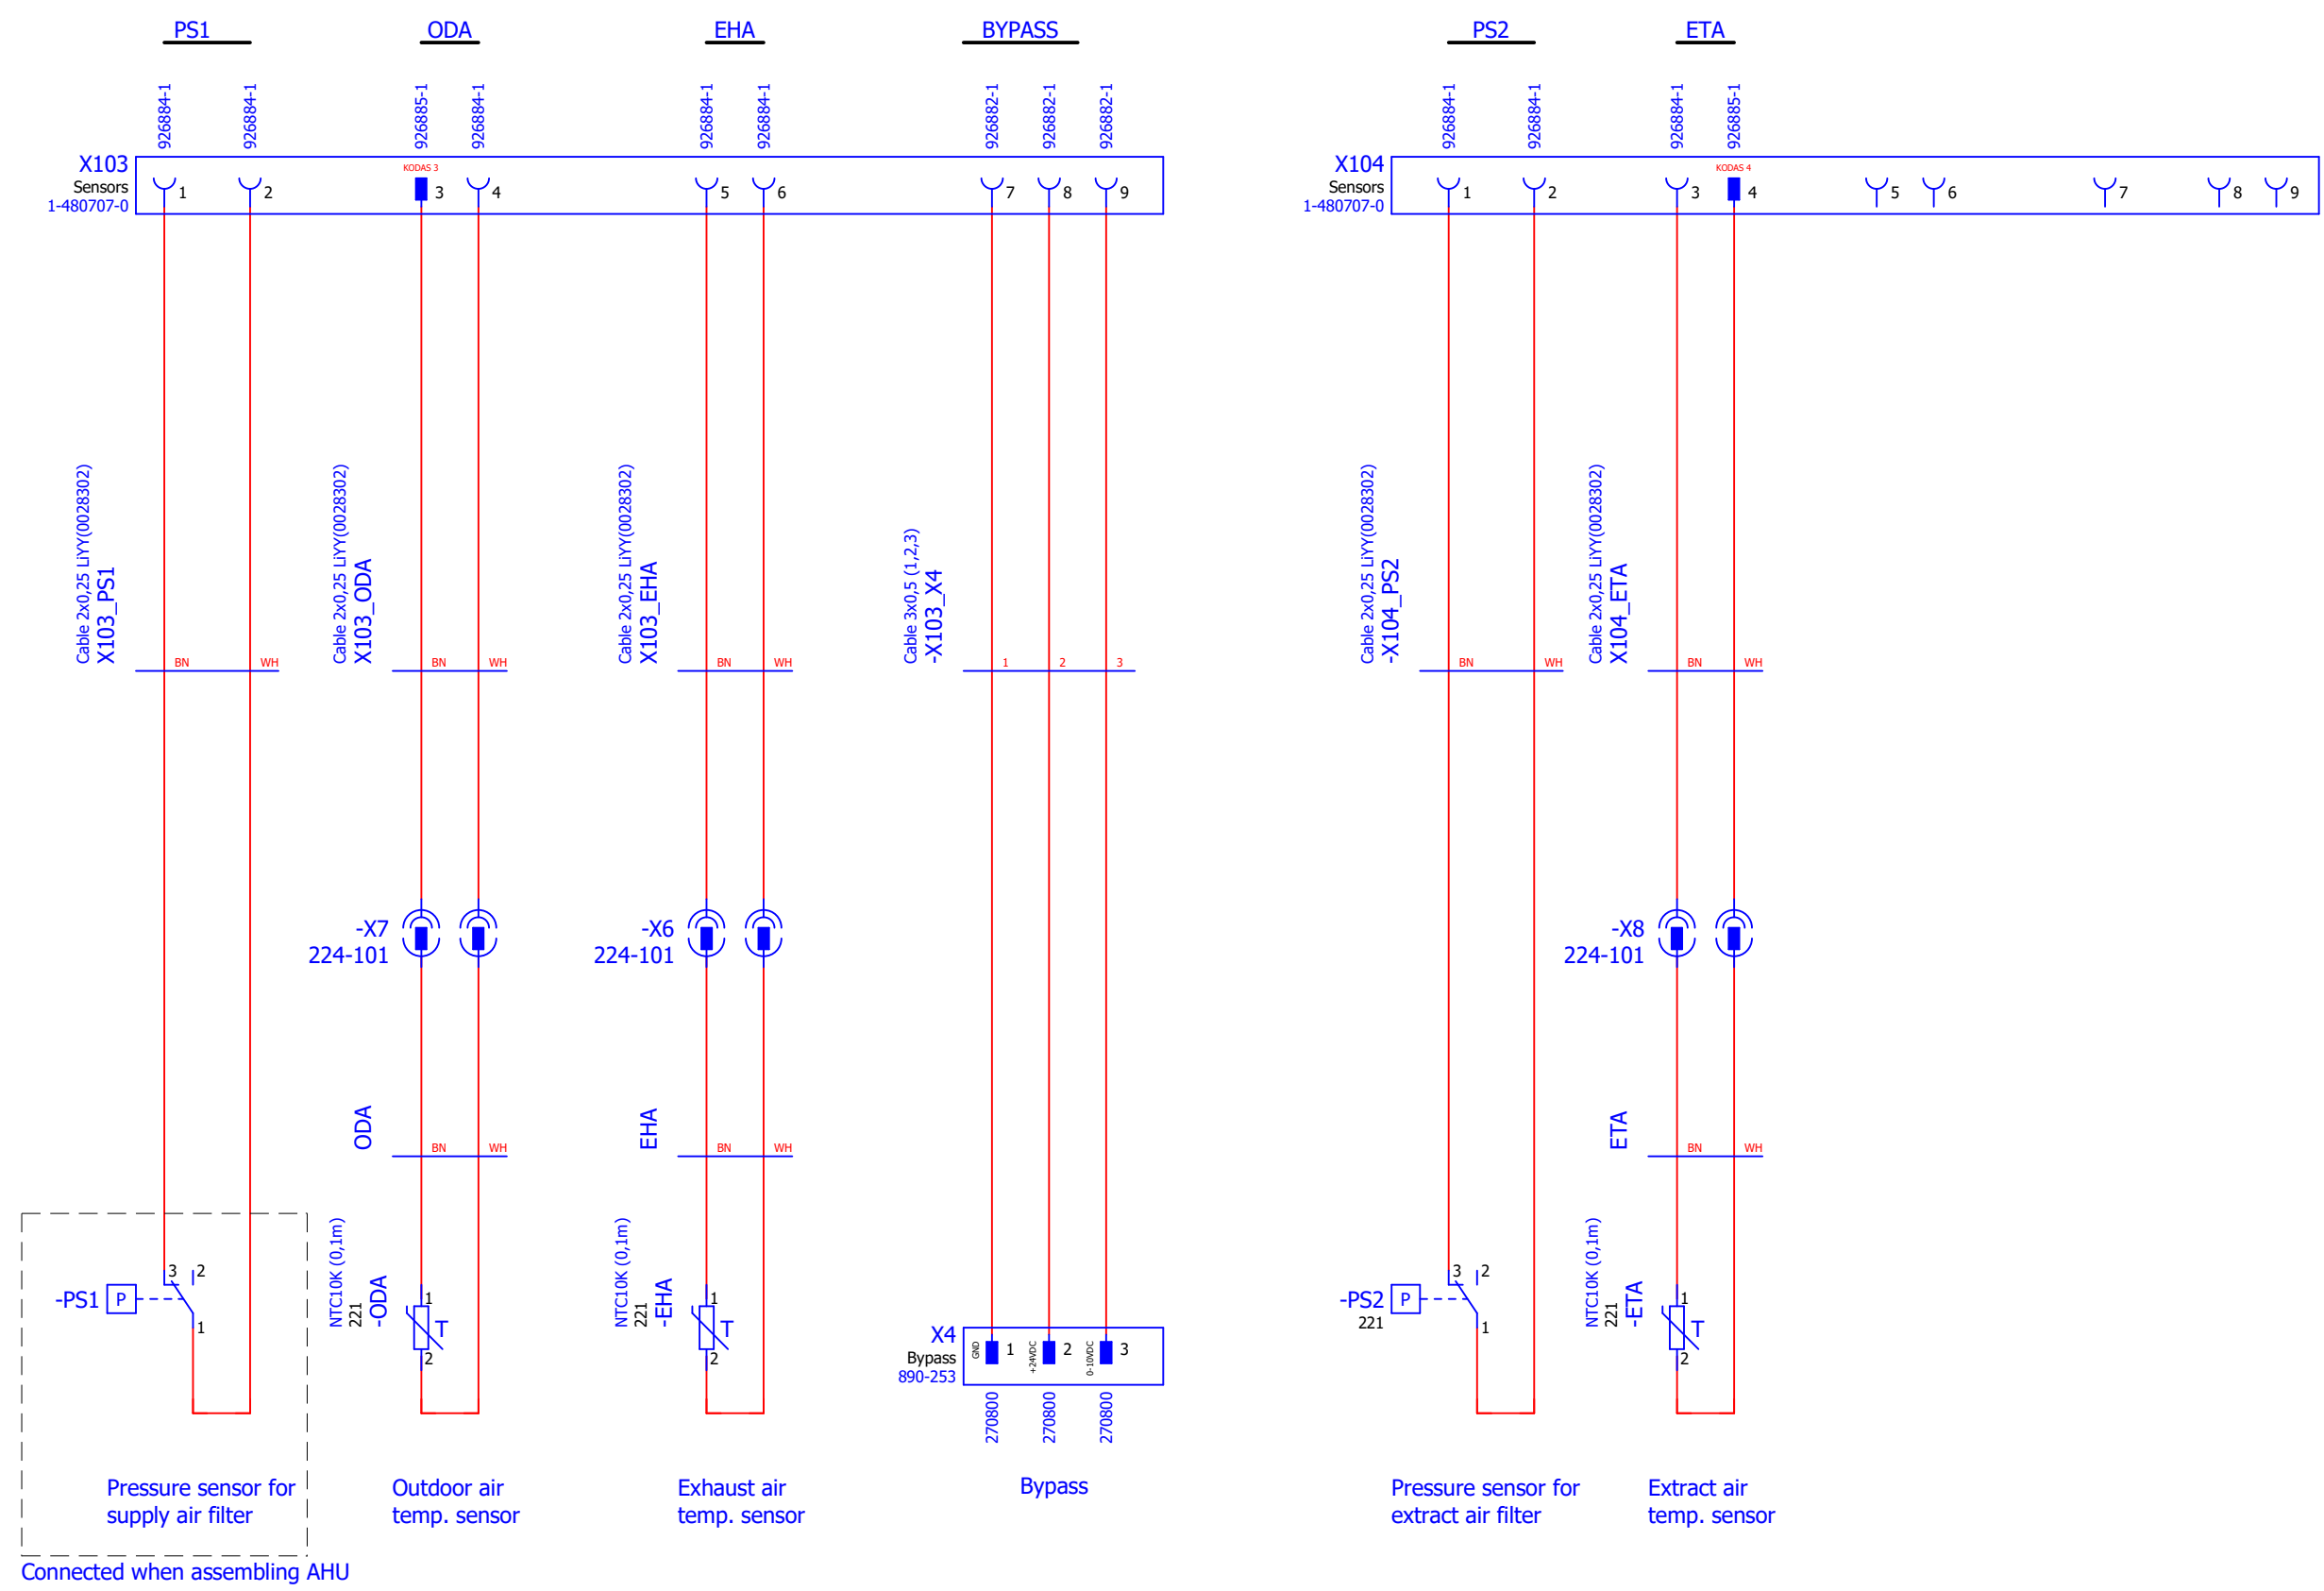 PS1
ODA
EHA
BYPASS
PS2
ETA
926884-1
926884-1
926885-1
926884-1
926884-1
926884-1
926882-1
926882-1
926882-1
926884-1
926884-1
926884-1
926885-1
X103
Sensors
1-480707-0
1
2
KODAS 3
3
4
5
6
7
8
9
X104
Sensors
1-480707-0
1
2
3
KODAS 4
4
5
6
7
8
9
Cable 2x0,25 LiYY(0028302)
X103_PS1
BN
WH
Cable 2x0,25 LiYY(0028302)
X103_ODA
BN
WH
Cable 2x0,25 LiYY(0028302)
X103_EHA
BN
WH
Cable 3x0,5 (1,2,3)
-X103_X4
1
2
3
Cable 2x0,25 LiYY(0028302)
-X104_PS2
BN
WH
Cable 2x0,25 LiYY(0028302)
X104_ETA
BN
WH
-X7
224-101
-X6
224-101
-X8
224-101
ODA
BN
WH
EHA
BN
WH
ETA
BN
WH
-PS1
P
3
2
1
NTC10K (0,1m)
221
-ODA
1
T
2
NTC10K (0,1m)
221
-EHA
1
T
2
X4
Bypass
890-253
GND
1
+24VDC
2
0-10VDC
3
270800
270800
270800
-PS2
221
P
3
2
1
NTC10K (0,1m)
221
-ETA
1
T
2
Pressure sensor for
supply air filter
Outdoor air
temp. sensor
Exhaust air
temp. sensor
Bypass
Pressure sensor for
extract air filter
Extract air
temp. sensor
Connected when assembling AHU